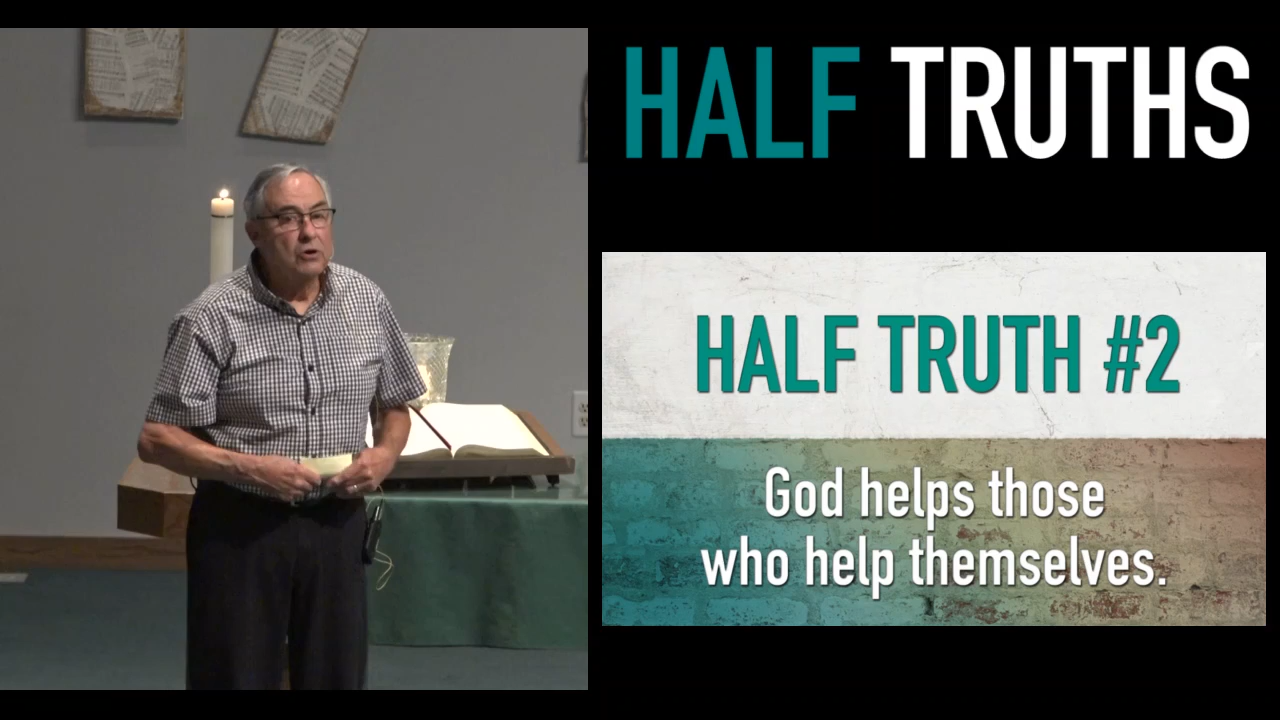 HALF TRUTHS
HALF TRUTH #2
God helps those
who help themselves.